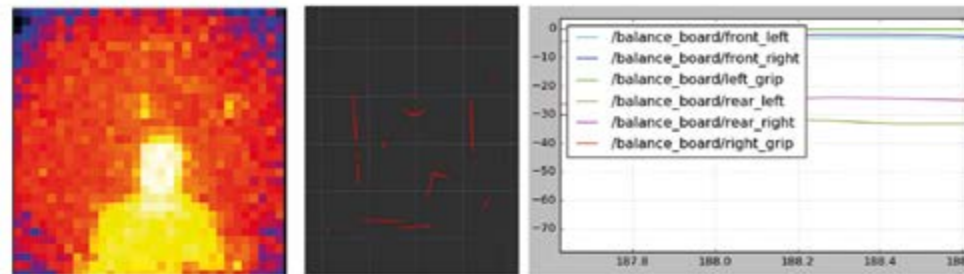 0
/balance_board/front_left
/balance_board/front_right
/balance_board/left_grip
/balance_board/rear_left
/balance_board/rear_right
/balance_board/right_grip
−10
−20
−30
−40
−50
−60
−70
187.8 188.0 188.2 188.4